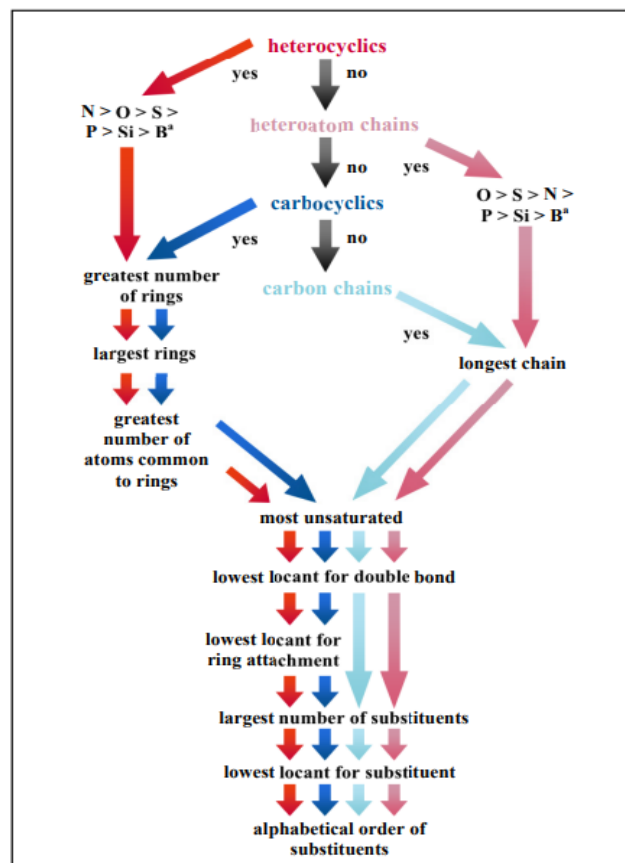 heterocyclics
yes
no
N > O > S >
P > Si > Bᵃ
heteroatom chains
no
yes
O > S > N >
P > Si > Bᵃ
carbocyclics
yes
no
greatest number
of rings
carbon chains
yes
largest rings
longest chain
greatest
number of
atoms common
to rings
most unsaturated
lowest locant for double bond
lowest locant for
ring attachment
largest number of substituents
lowest locant for substituent
alphabetical order of
substituents